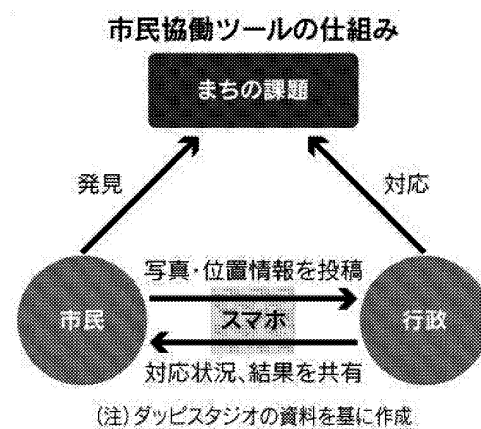 市民協働ツールの仕組み
まちの課題
発見
対応
写真・位置情報を投稿
市民
スマホ
行政
対応状況、結果を共有
（注）ダッピスタジオの資料を基に作成